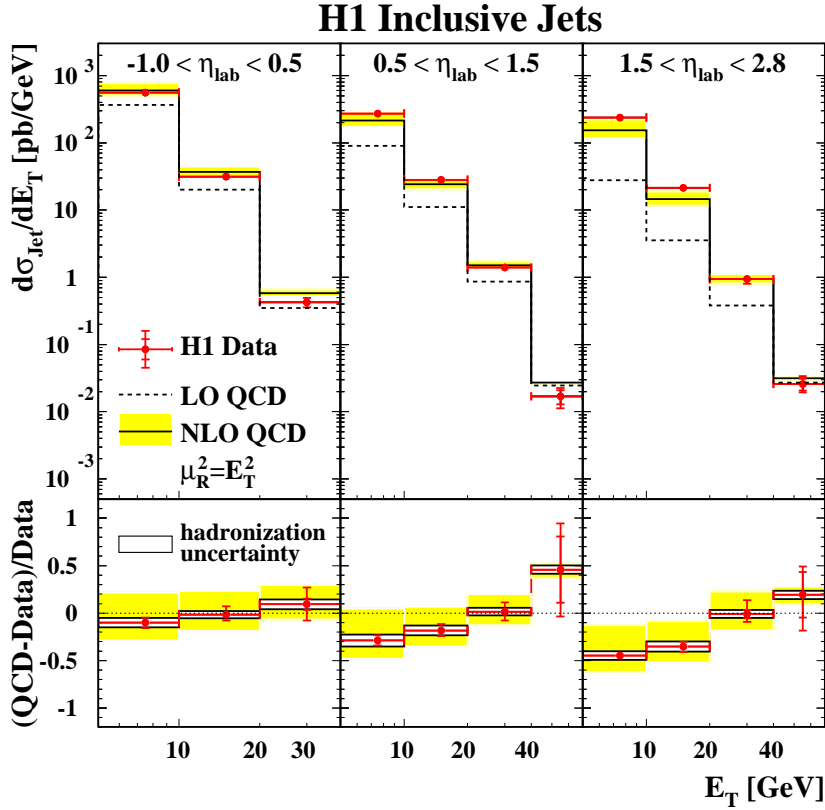 H1 Inclusive Jets
-1.0 < η_lab < 0.5
0.5 < η_lab < 1.5
1.5 < η_lab < 2.8
dσ_Jet/dE_T [pb/GeV]
10^3
10^2
10
1
10^-1
10^-2
10^-3
H1 Data
LO QCD
NLO QCD
μ_R^2=E_T^2
(QCD-Data)/Data
1
0.5
0
-0.5
-1
hadronization
uncertainty
10 20 30
10 20 40
10 20 40
E_T [GeV]